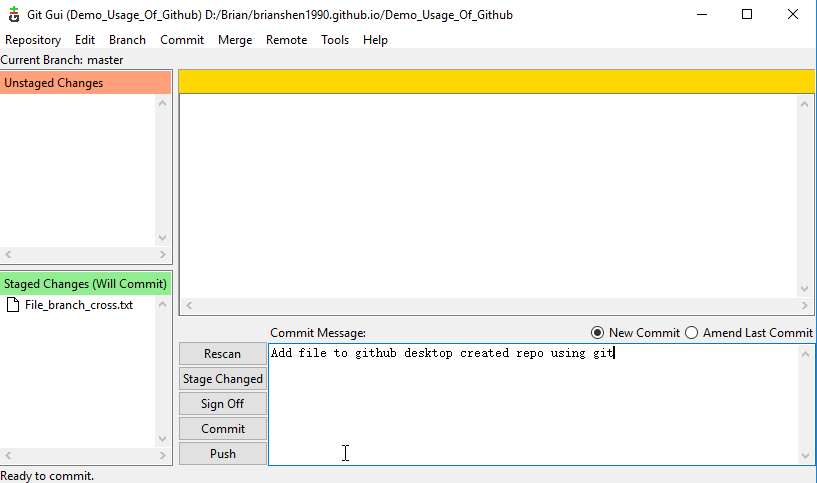 Git Gui (Demo_Usage_Of_Github) D:/Brian/brianshen1990.github.io/Demo_Usage_Of_Github
Repository Edit Branch Commit Merge Remote Tools Help
Current Branch: master
Unstaged Changes
Staged Changes (Will Commit)
File_branch_cross.txt
Commit Message: New Commit Amend Last Commit
Rescan
Stage Changed
Sign Off
Commit
Push
Add file to github desktop created repo using git
Ready to commit.